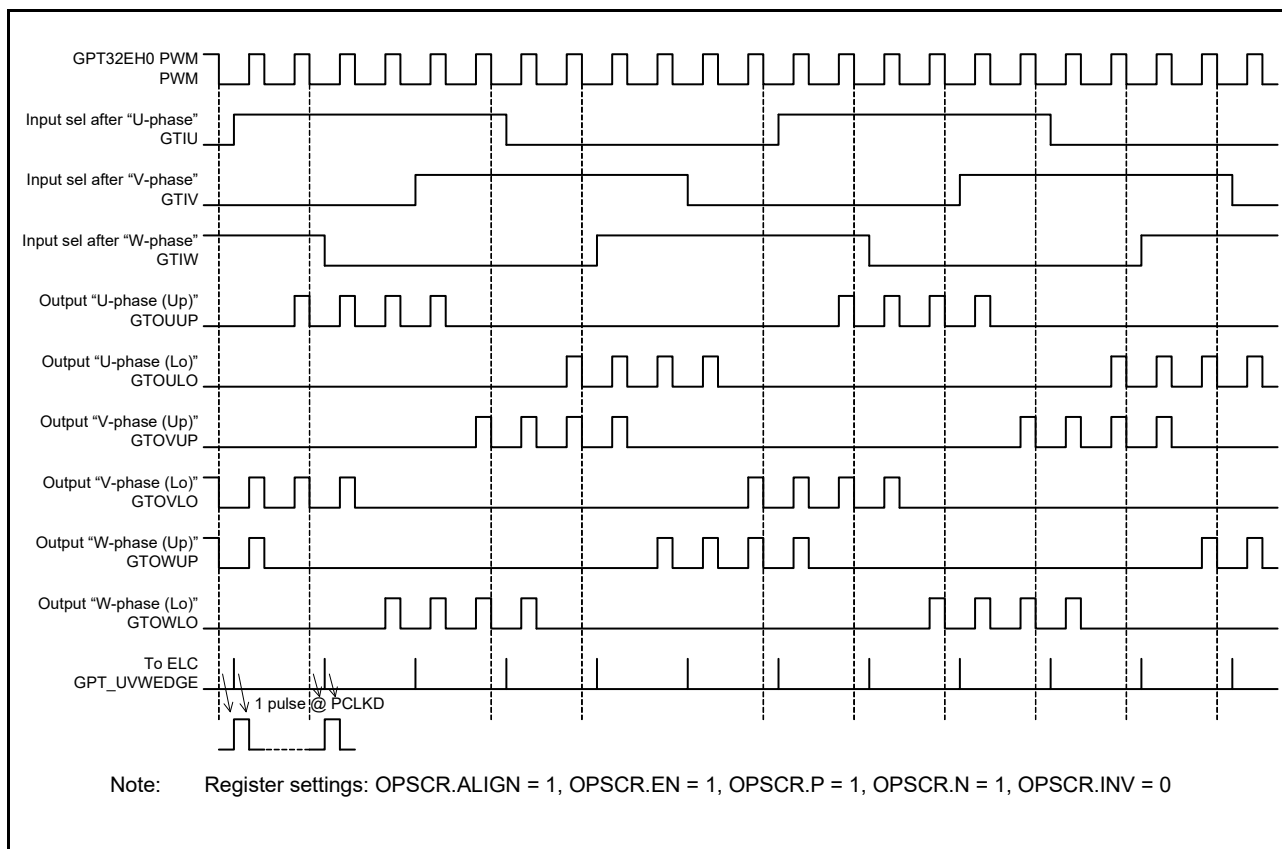 GPT32EH0 PWM
PWM
Input sel after “U-phase”
GTIU
Input sel after “V-phase”
GTIV
Input sel after “W-phase”
GTIW
Output “U-phase (Up)”
GTOUUP
Output “U-phase (Lo)”
GTOULO
Output “V-phase (Up)”
GTOVUP
Output “V-phase (Lo)”
GTOVLO
Output “W-phase (Up)”
GTOWUP
Output “W-phase (Lo)”
GTOWLO
To ELC
GPT_UVWEDGE
1 pulse @ PCLKD
Note: Register settings: OPSCR.ALIGN = 1, OPSCR.EN = 1, OPSCR.P = 1, OPSCR.N = 1, OPSCR.INV = 0